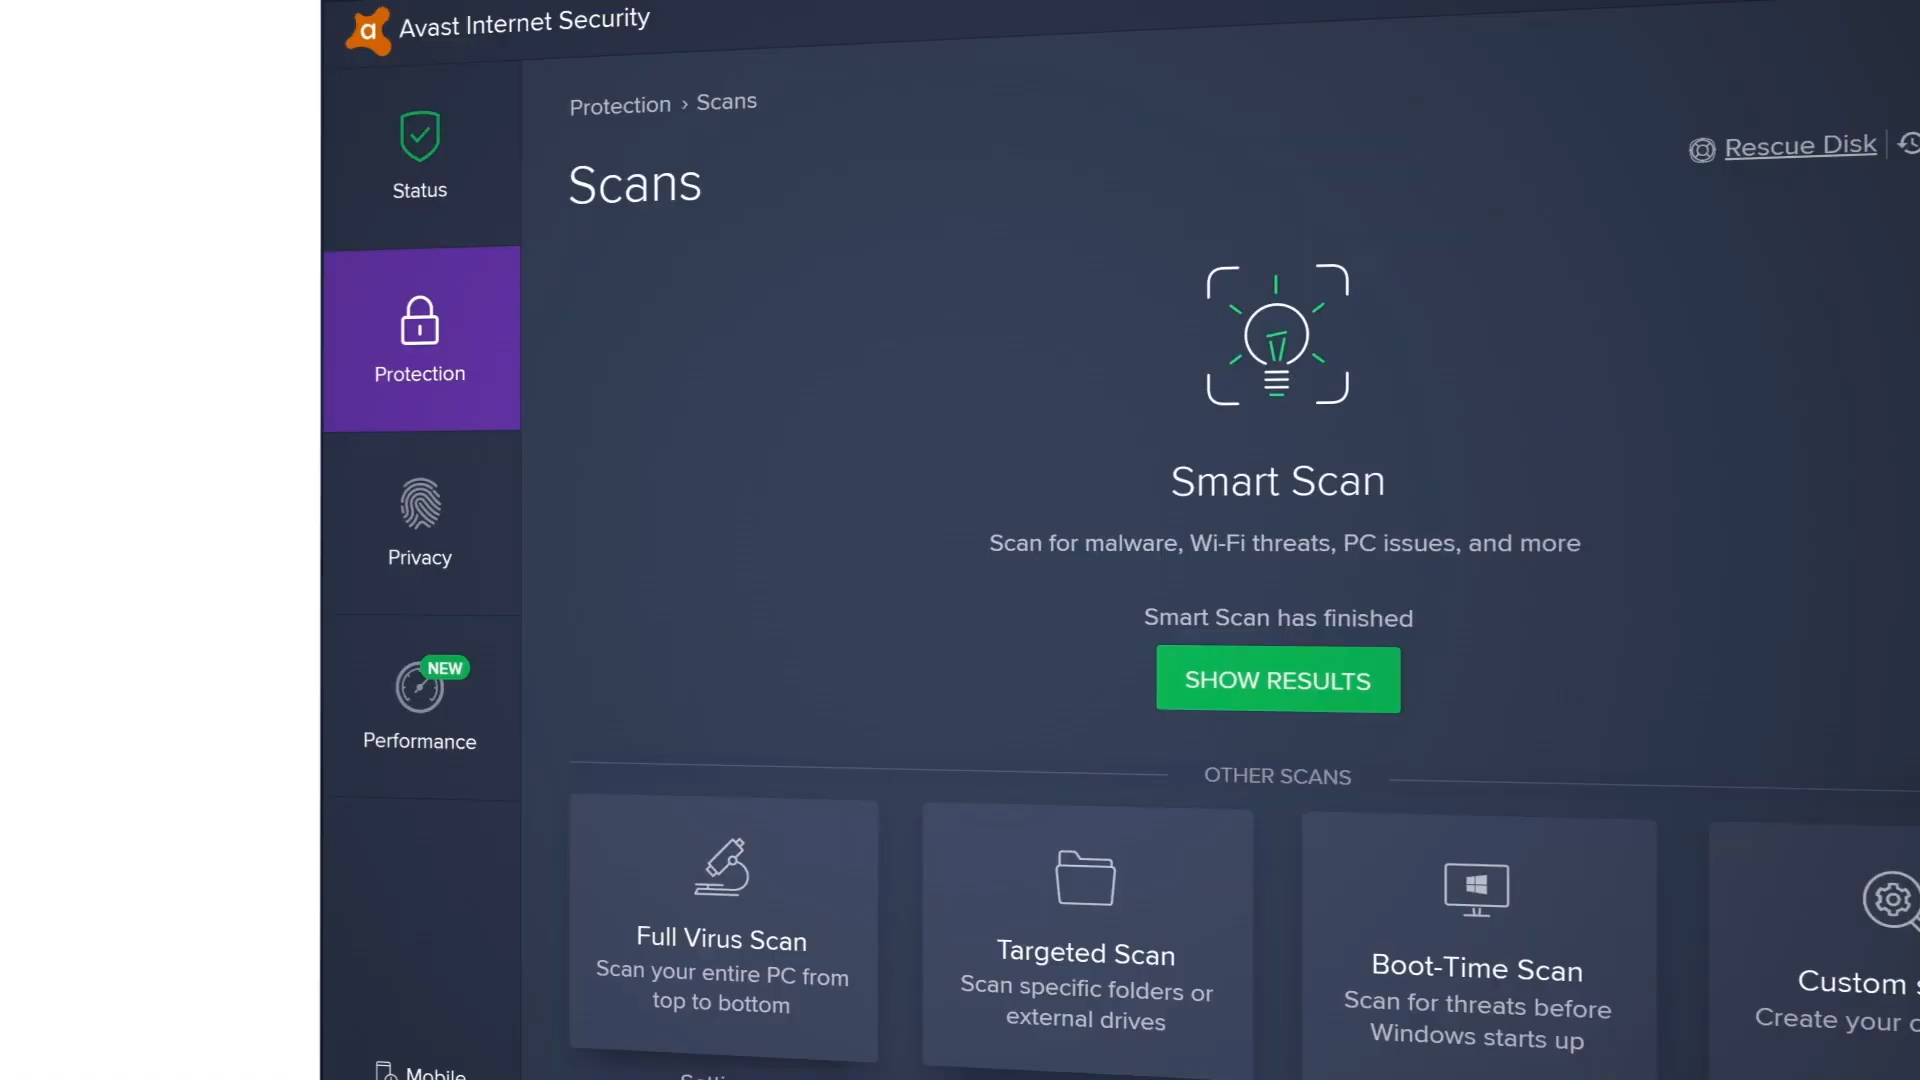 Avast Internet Security
Protection › Scans
Rescue Disk
Scans
Status
Protection
Privacy
NEW
Performance
Smart Scan
Scan for malware, Wi-Fi threats, PC issues, and more
Smart Scan has finished
SHOW RESULTS
OTHER SCANS
Full Virus Scan
Scan your entire PC from
top to bottom
Targeted Scan
Scan specific folders or
external drives
Boot-Time Scan
Scan for threats before
Windows starts up
Custom
Create your
Mobile